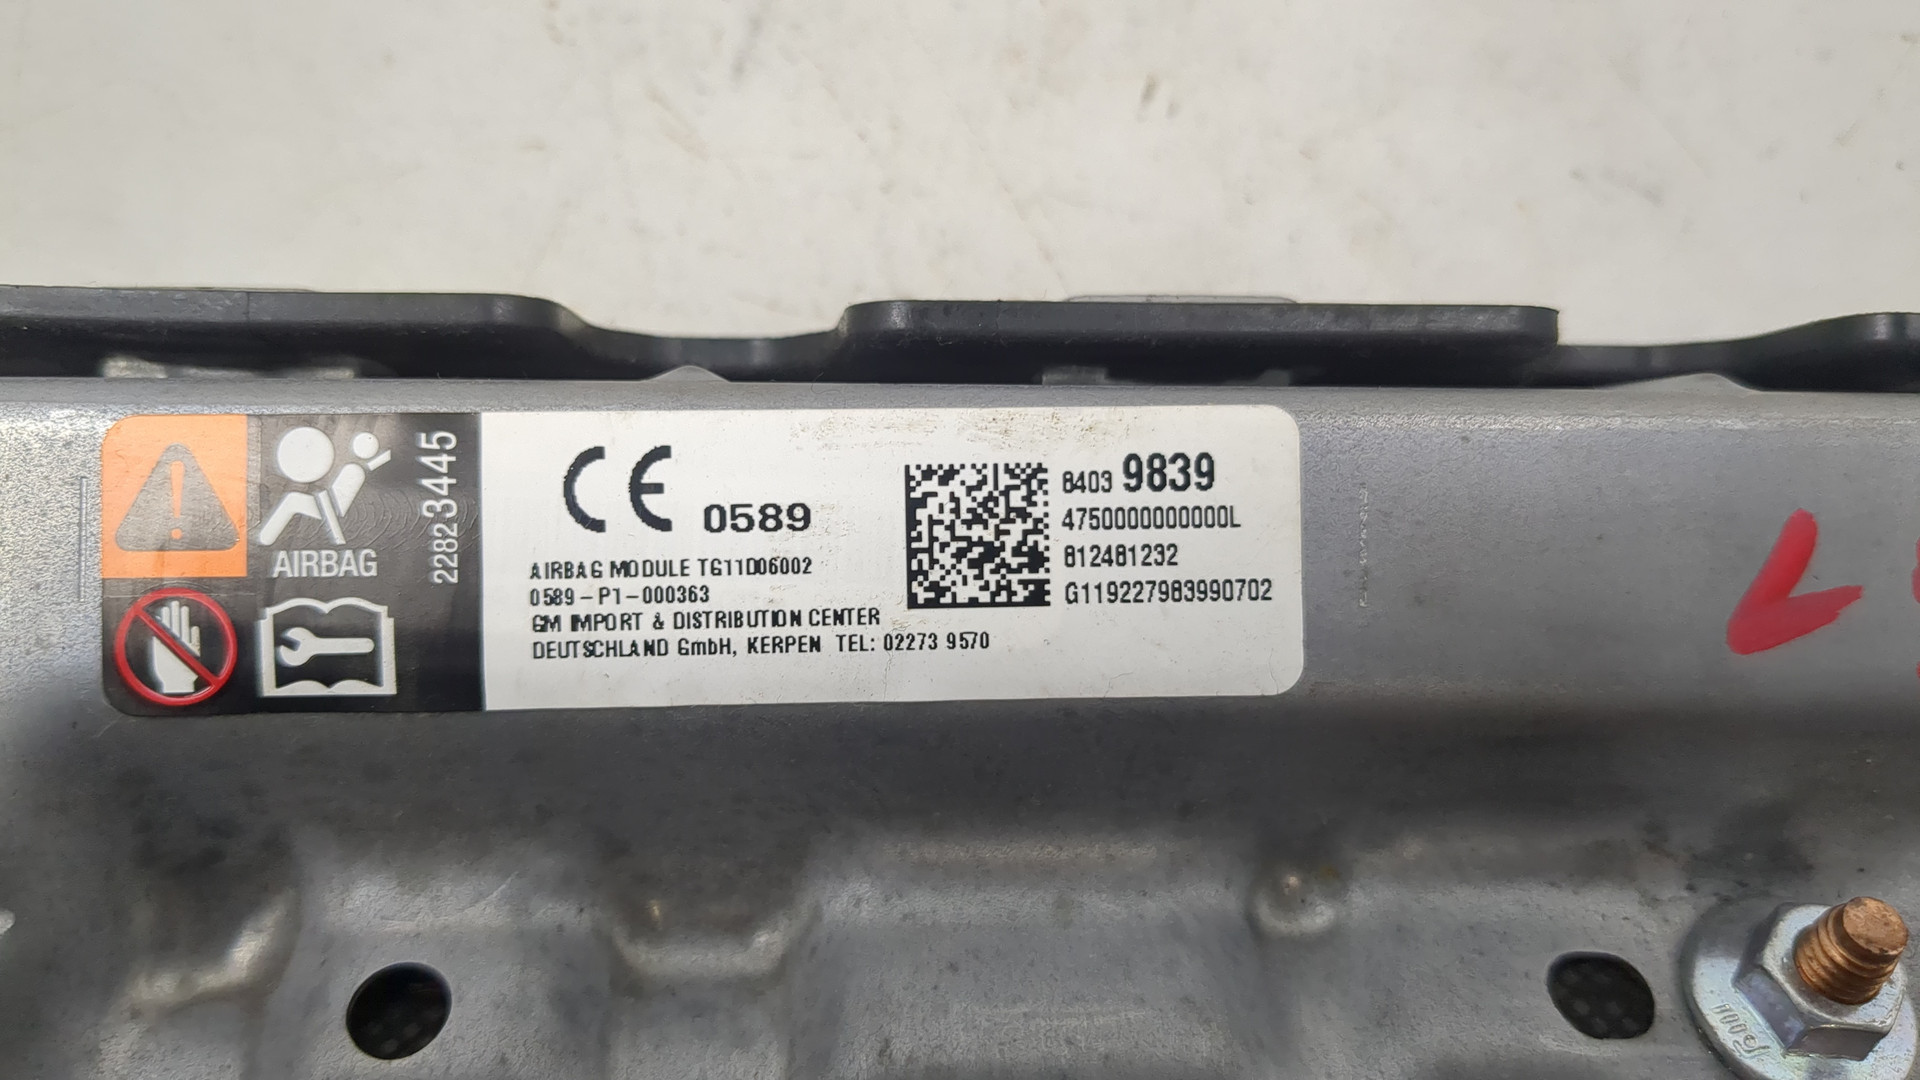 AIRBAG
22823445
CE 0589
AIRBAG MODULE TG11D06002
0589-P1-000363
GM IMPORT & DISTRIBUTION CENTER
DEUTSCHLAND GmbH, KERPEN TEL: 02273 9570
8403 9839
4750000000000L
812481232
G119227983990702
L